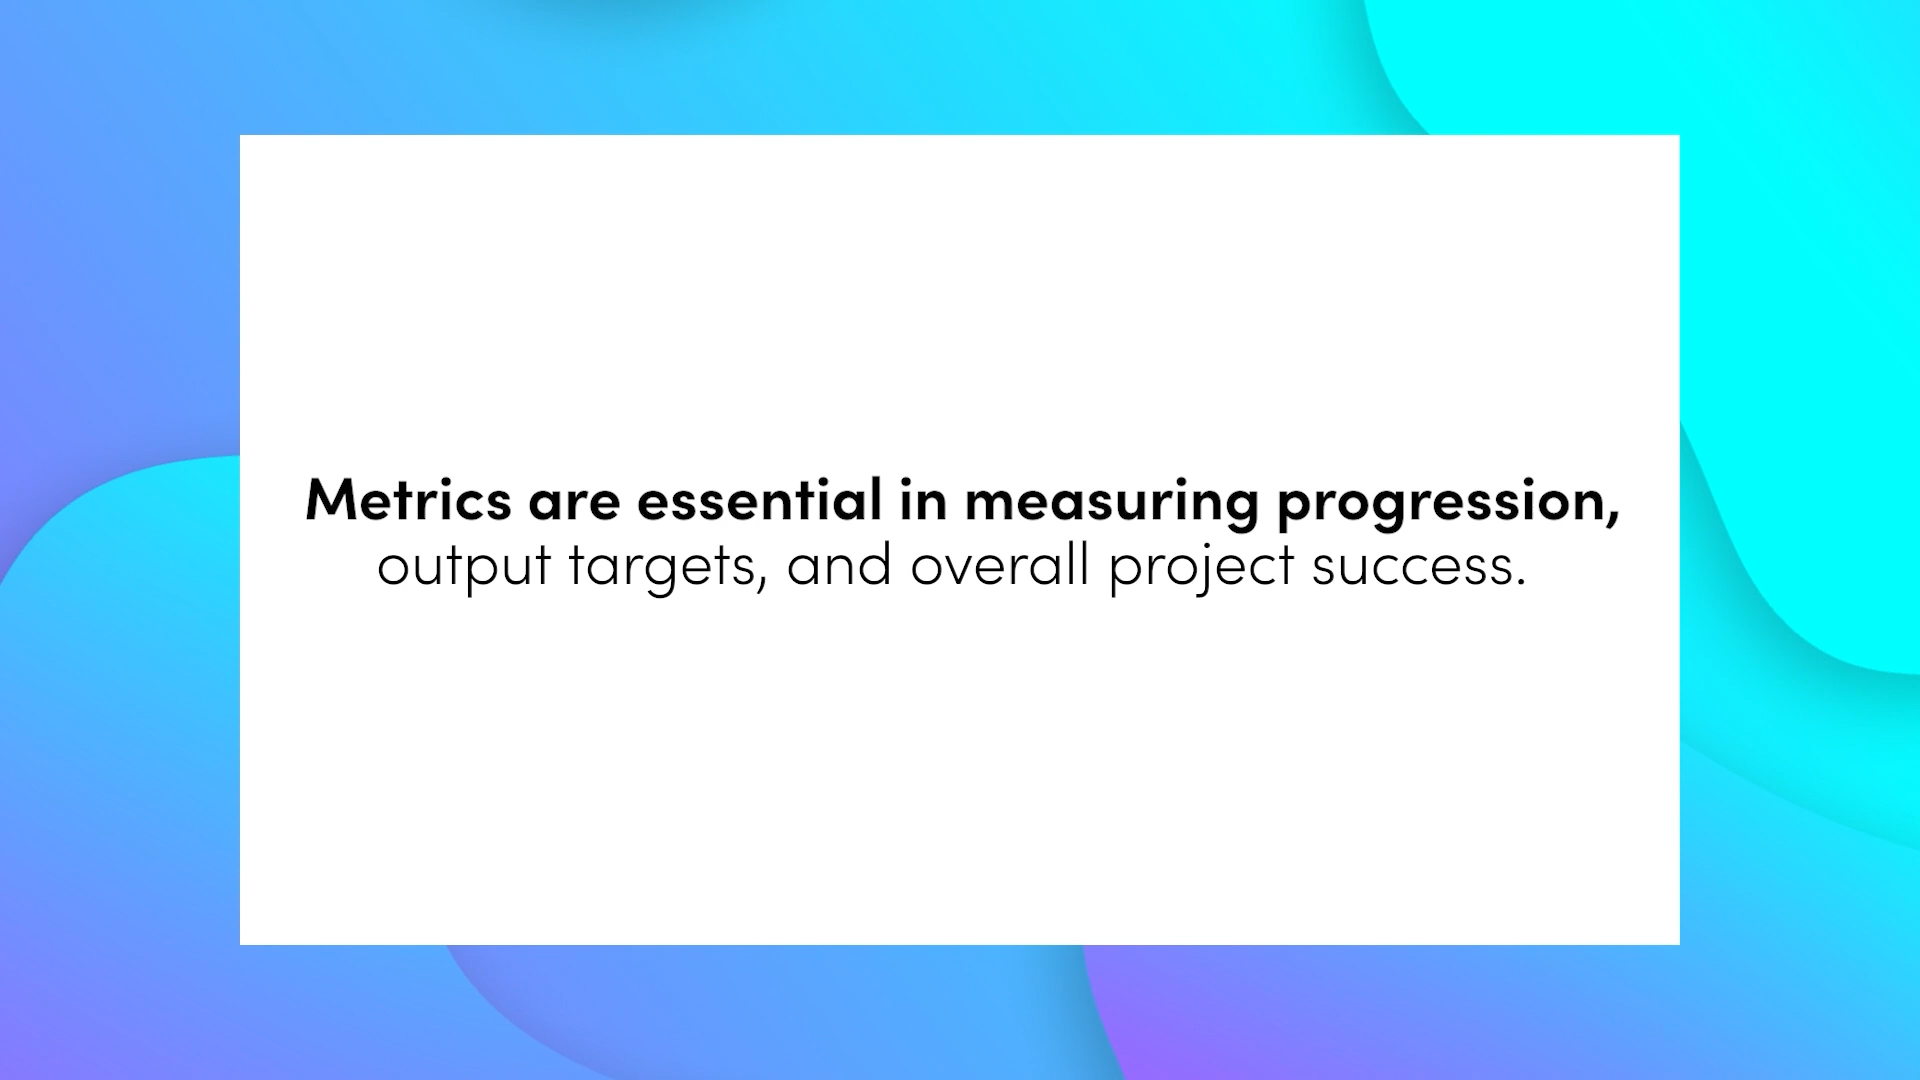 Metrics are essential in measuring progression,
output targets, and overall project success.